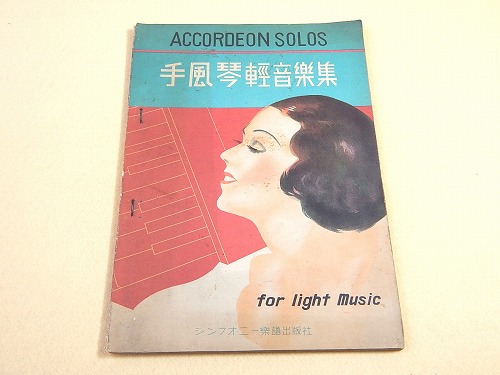 ACCORDEON SOLOS
手風琴輕音樂集
for light Music
シンフオニー樂譜出版社